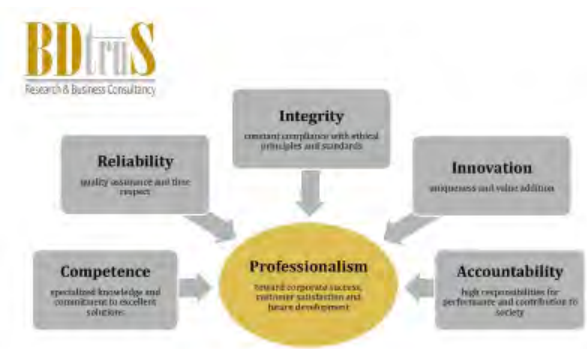 BDtruS
Research & Business Consultancy
Integrity
constant compliance with ethical
principles and standards
Reliability
quality assurance and time
respect
Innovation
uniqueness and value addition
Competence
specialized knowledge and
commitment to excellent
solutions
Professionalism
toward corporate success,
customer satisfaction and
future development
Accountability
high responsibilities for
performance and contribution to
society